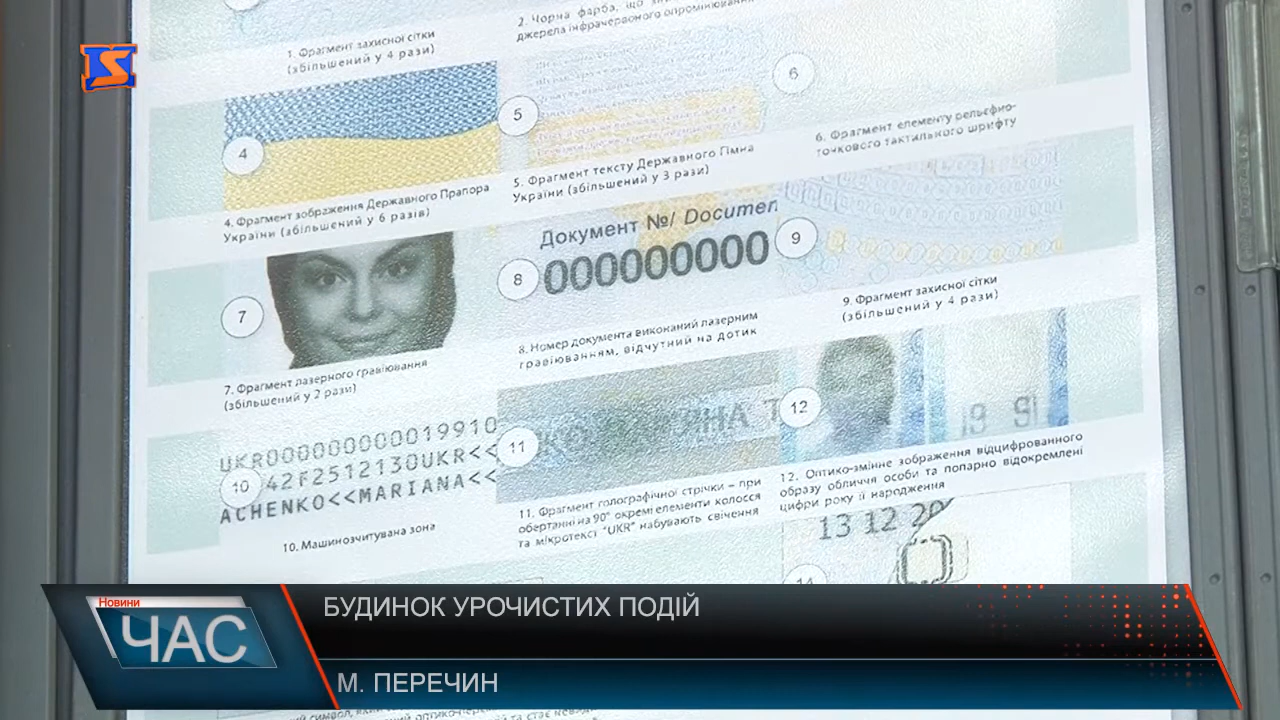 1. Фрагмент захисної сітки
(збільшений у 4 рази)
2. Чорна фарба, що
джерела інфрачервоного опромінювання
4
5
6
4. Фрагмент зображення Державного Прапора
України (збільшений у 6 разів)
5. Фрагмент тексту Державного Гімна
України (збільшений у 3 рази)
6. Фрагмент елементу рельєфно-
точкового тактильного шрифту
7
8
Документ №/ Documen
000000000
9
7. Фрагмент лазерного гравіювання
(збільшений у 2 рази)
8. Номер документа виконаний лазерним
гравіюванням, відчутний на дотик
9. Фрагмент захисної сітки
(збільшений у 4 рази)
10
UKR000000000019910
42F2512130UKR<<
ACHENKO<<MARIANA<<
11
12
10. Машинозчитувана зона
11. Фрагмент голографічної стрічки – при
обертанні на 90° окремі елементи колосся
та мікротекст "UKR" набувають свічення
12. Оптико-змінне зображення відцифрованного
образу обличчя особи та попарно відокремлені
цифри року її народження
13 12 20
14
Новини
ЧАС
БУДИНОК УРОЧИСТИХ ПОДІЙ
М. ПЕРЕЧИН